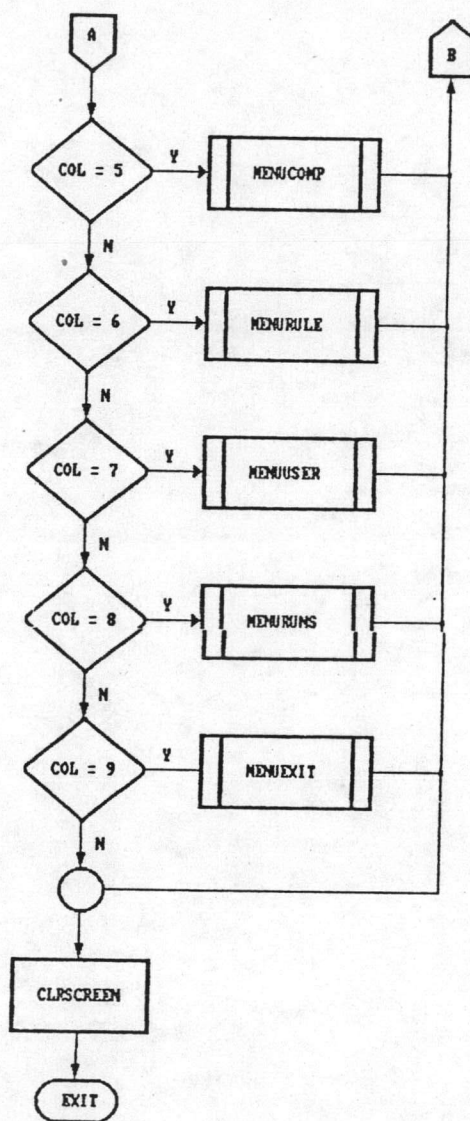 A
B
COL = 5
Y
MENUCOMP
N
COL = 6
Y
MENURULE
N
COL = 7
Y
MENUUSER
N
COL = 8
Y
MENURUNS
N
COL = 9
Y
MENUEXIT
N
CLRSCREEN
EXIT